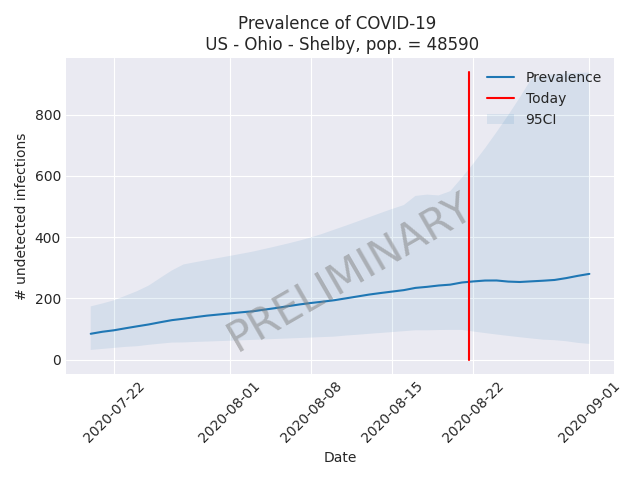 Prevalence of COVID-19
US - Ohio - Shelby, pop. = 48590
Prevalence
Today
95CI
# undetected infections
800
600
400
200
0
PRELIMINARY
2020-07-22
2020-08-01
2020-08-08
2020-08-15
2020-08-22
2020-09-01
Date